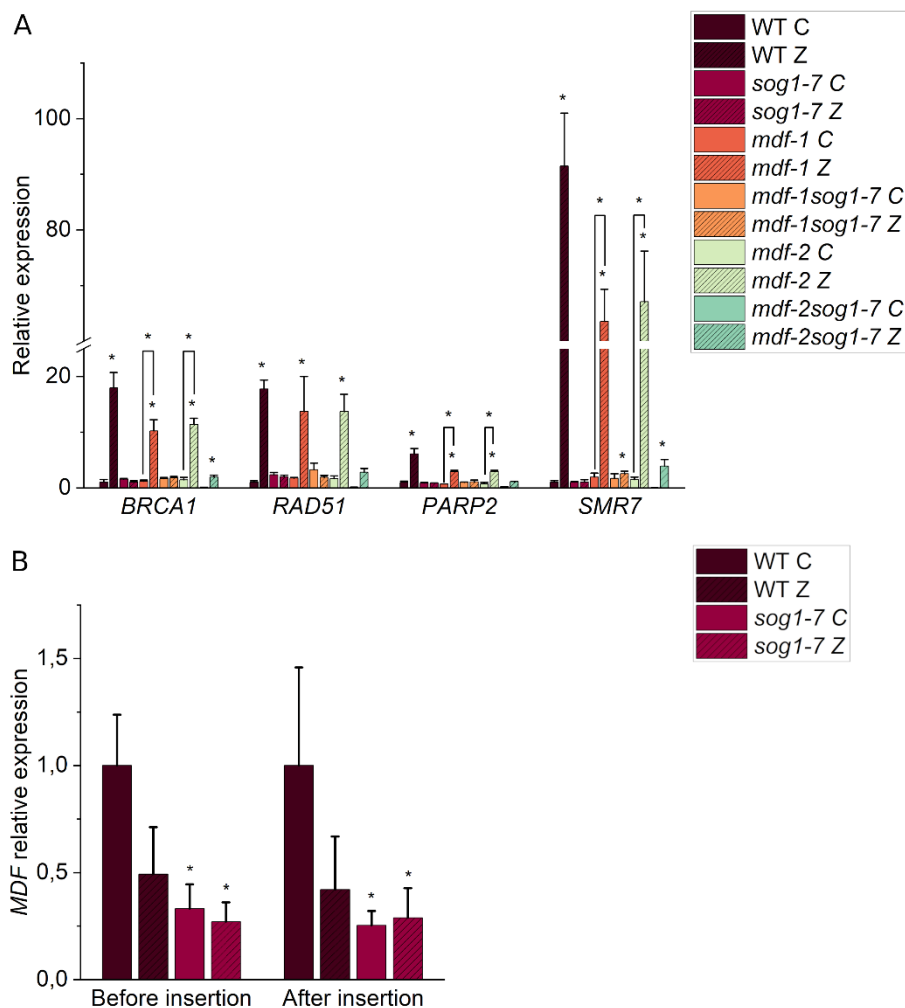 A
WT C
WT Z
sog1-7 C
sog1-7 Z
mdf-1 C
mdf-1 Z
mdf-1sog1-7 C
mdf-1sog1-7 Z
mdf-2 C
mdf-2 Z
mdf-2sog1-7 C
mdf-2sog1-7 Z
Relative expression
100
80
20
0
* * * * *
* * *
* * * * *
* * * * * * *
BRCA1 RAD51 PARP2 SMR7
B
WT C
WT Z
sog1-7 C
sog1-7 Z
MDF relative expression
1,5
1,0
0,5
0,0
* * * *
Before insertion After insertion